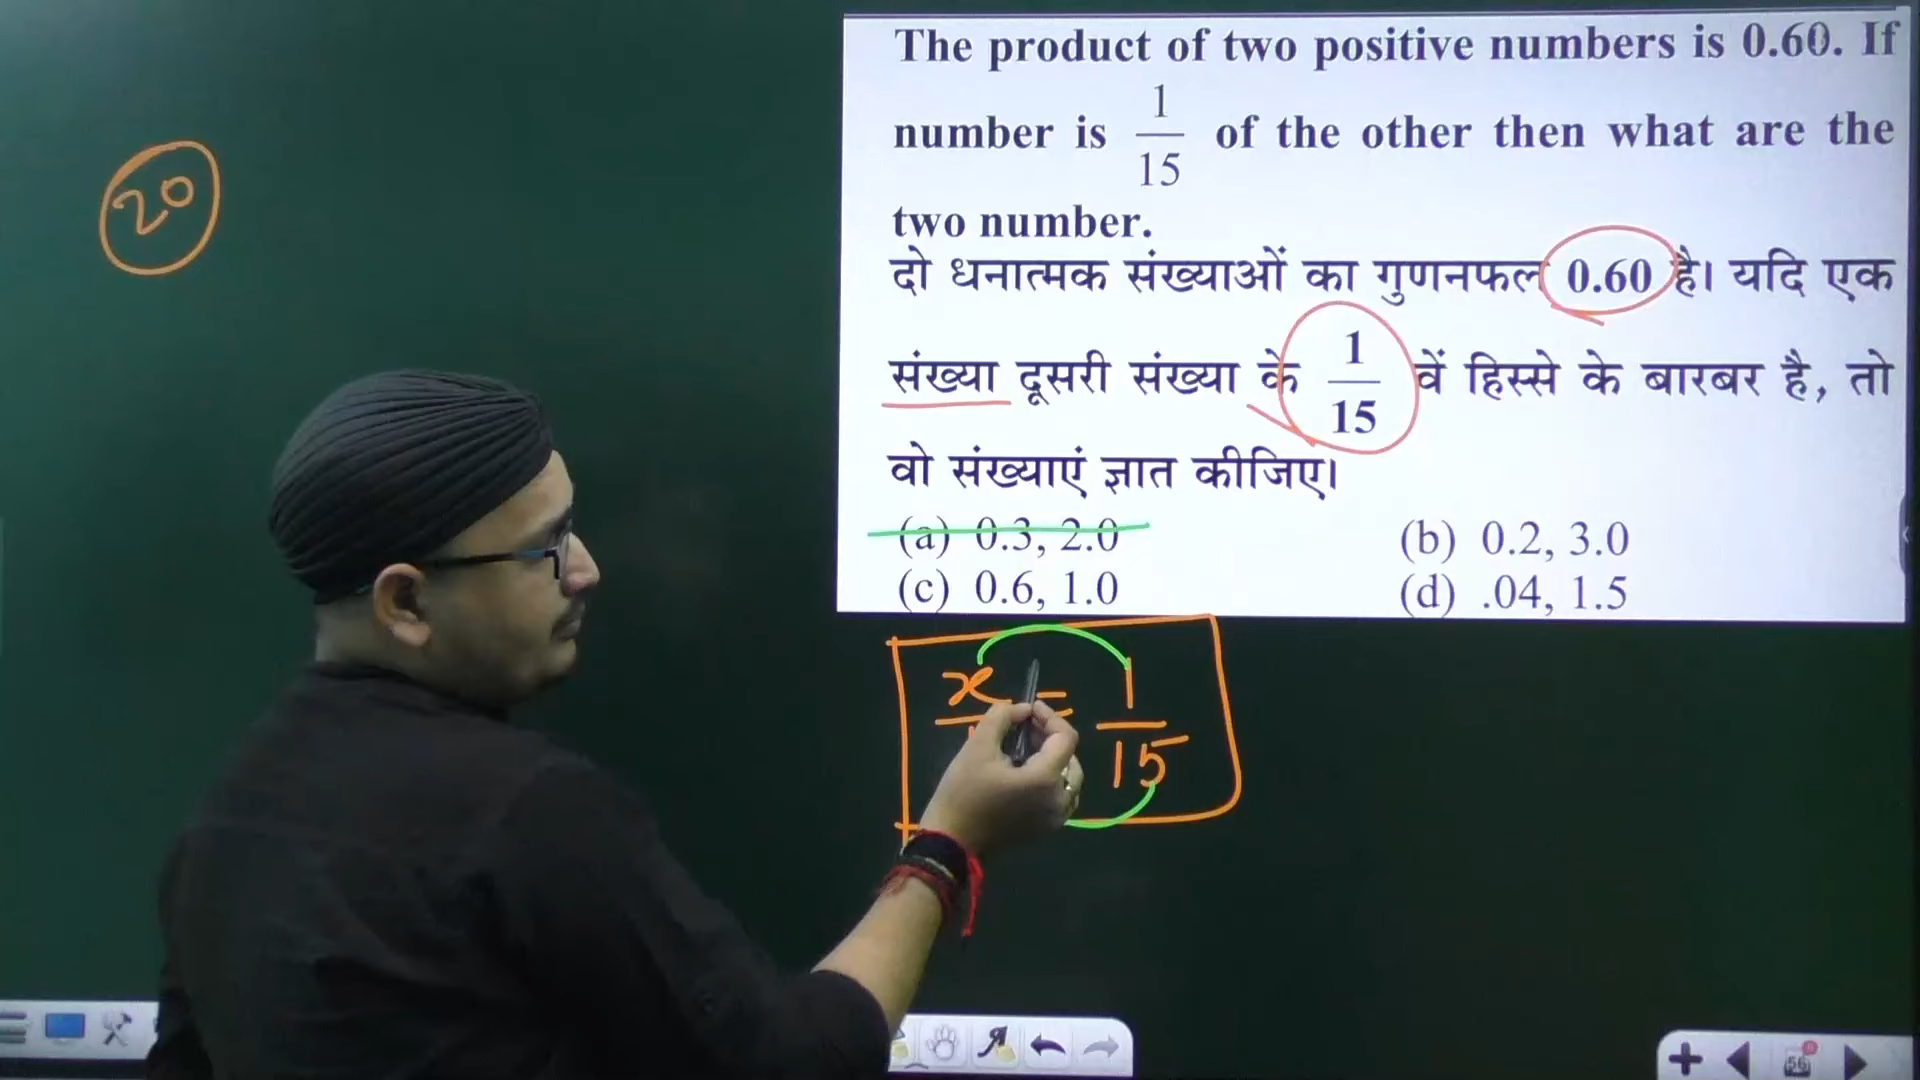 20
The product of two positive numbers is 0.60. If
number is 1/15 of the other then what are the
two number.
दो धनात्मक संख्याओं का गुणनफल 0.60 है। यदि एक
संख्या दूसरी संख्या के 1/15 वें हिस्से के बारबर है, तो
वो संख्याएं ज्ञात कीजिए।
(a) 0.3, 2.0 (b) 0.2, 3.0
(c) 0.6, 1.0 (d) .04, 1.5
x = 1
15
56